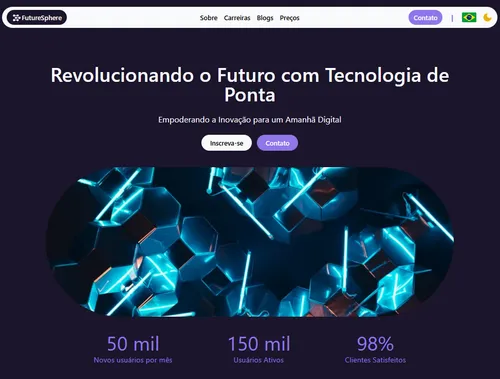 FutureSphere
Sobre Carreiras Blogs Preços
Contato
Revolucionando o Futuro com Tecnologia de
Ponta
Empoderando a Inovação para um Amanhã Digital
Inscreva-se Contato
50 mil 150 mil 98%
Novos usuários por mês Usuários Ativos Clientes Satisfeitos